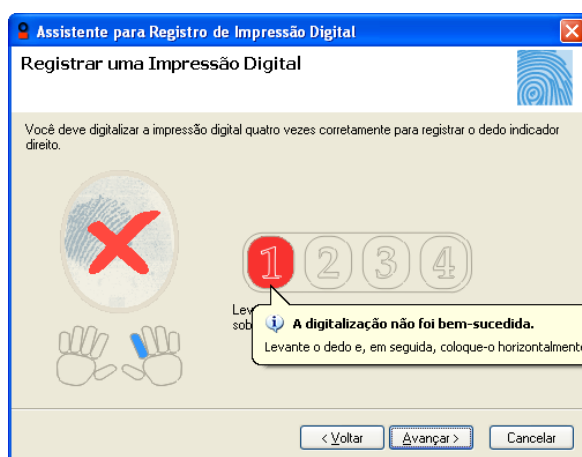 Assistente para Registro de Impressão Digital
Registrar uma Impressão Digital
Você deve digitalizar a impressão digital quatro vezes corretamente para registrar o dedo indicador
direito.
1 2 3 4
Lev
sob
A digitalização não foi bem-sucedida.
Levante o dedo e, em seguida, coloque-o horizontalmente
< Voltar
Avançar >
Cancelar